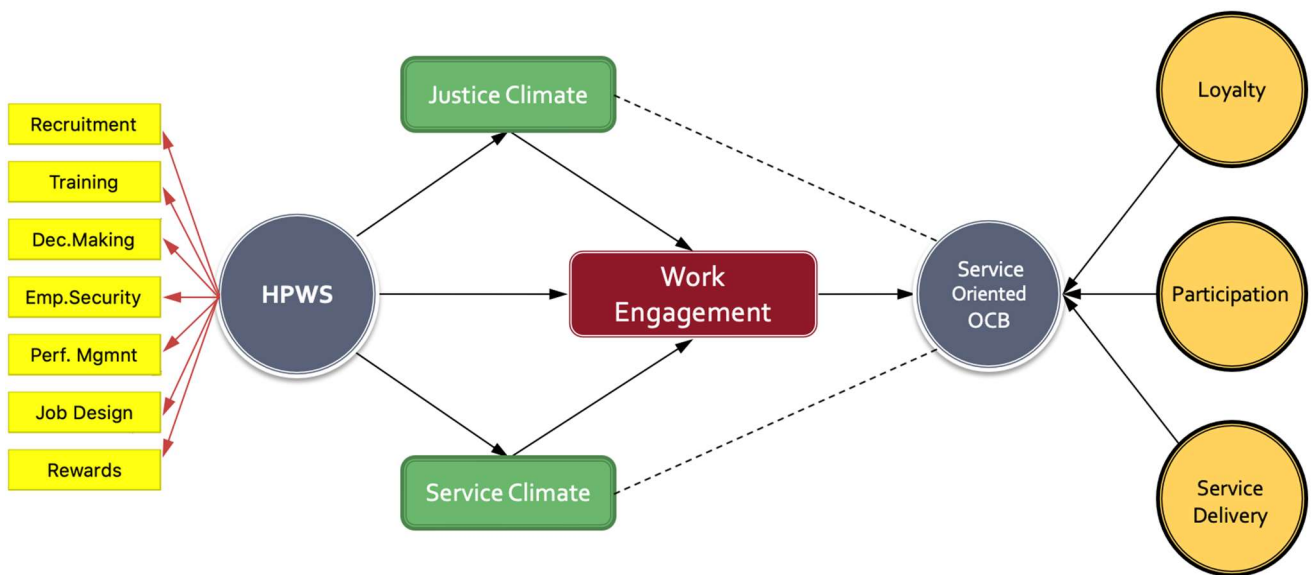 Recruitment
Training
Dec.Making
Emp.Security
Perf. Mgmnt
Job Design
Rewards
HPWS
Justice Climate
Service Climate
Work
Engagement
Service
Oriented
OCB
Loyalty
Participation
Service
Delivery